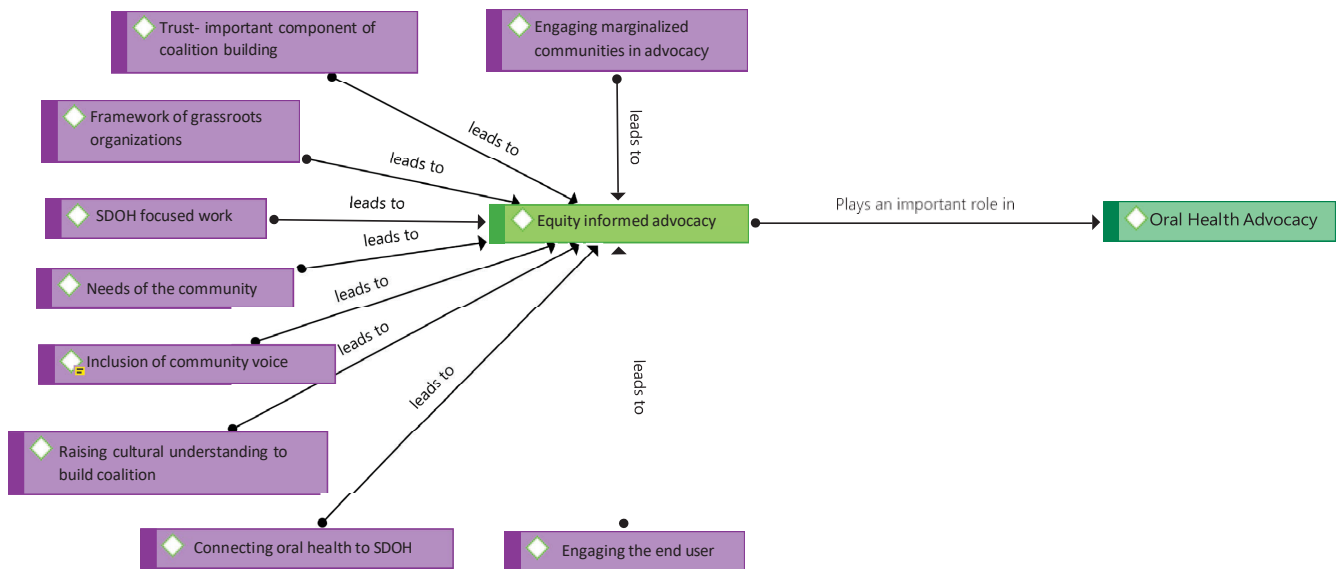 Trust- important component of
coalition building
Engaging marginalized
communities in advocacy
Framework of grassroots
organizations
leads to
leads to
leads to
SDOH focused work
leads to
Equity informed advocacy
Plays an important role in
Oral Health Advocacy
leads to
Needs of the community
leads to
Inclusion of community voice
leads to
leads to
leads to
Raising cultural understanding to
build coalition
Connecting oral health to SDOH
Engaging the end user